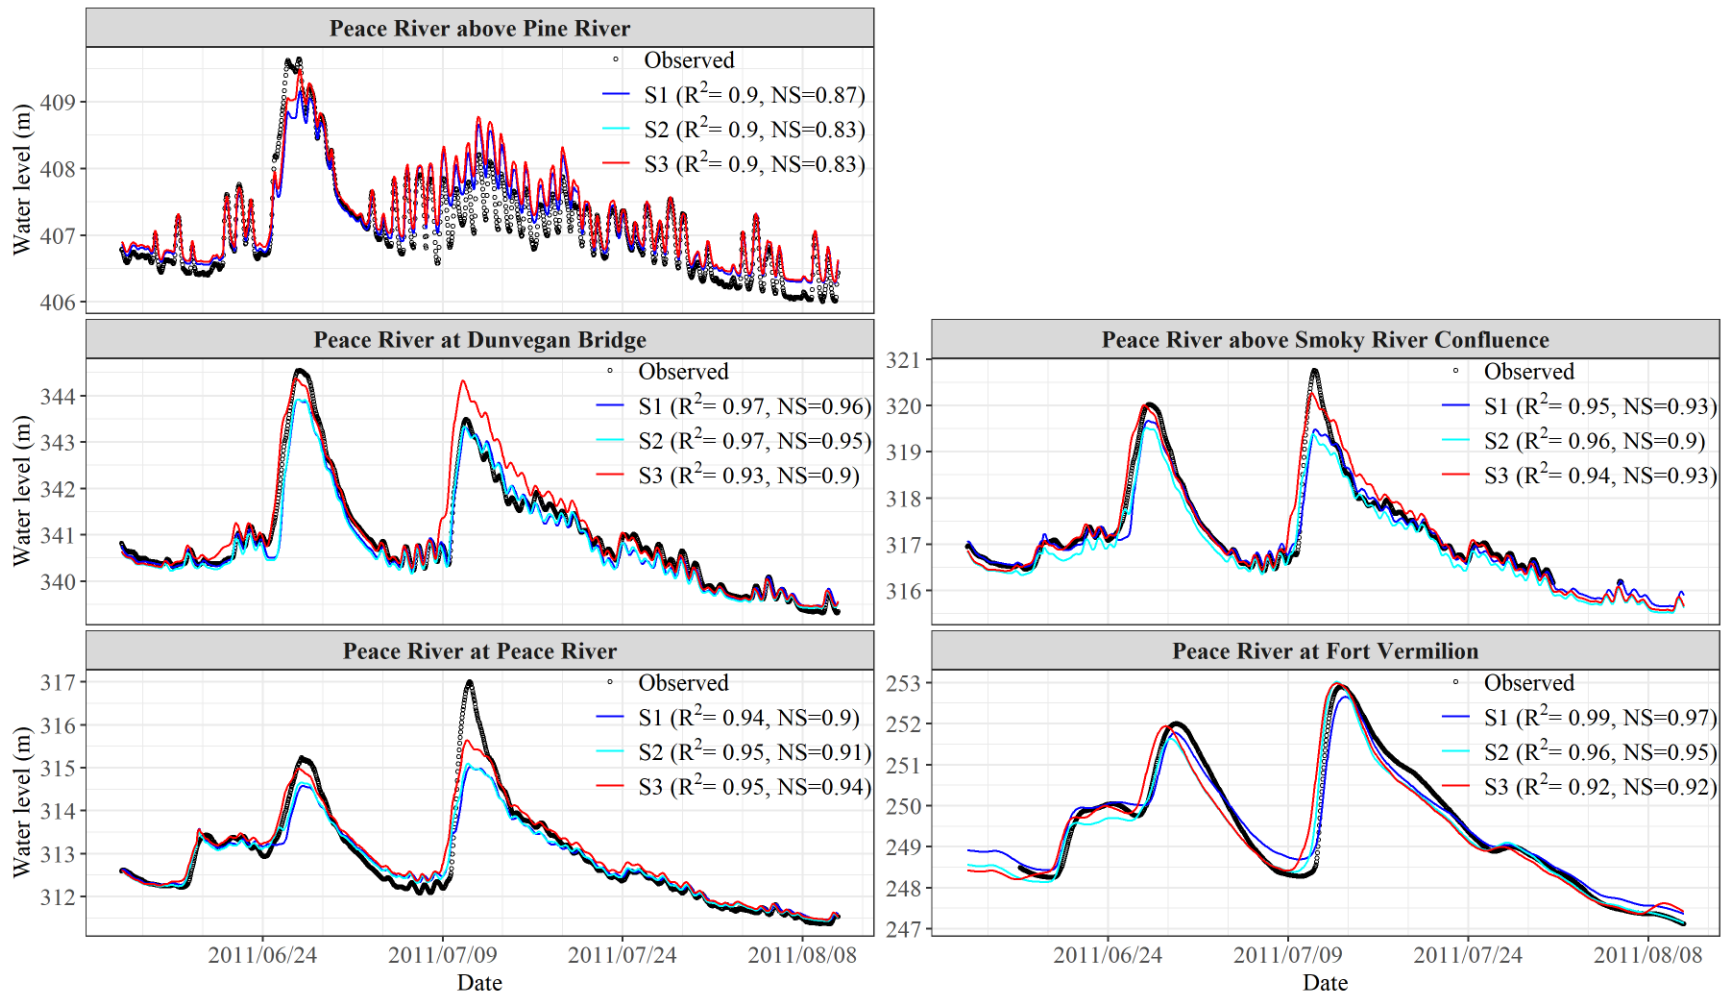 Peace River above Pine River
Water level (m)
409
408
407
406
Observed
S1 (R²= 0.9, NS=0.87)
S2 (R²= 0.9, NS=0.83)
S3 (R²= 0.9, NS=0.83)
Peace River at Dunvegan Bridge
Water level (m)
344
343
342
341
340
Observed
S1 (R²= 0.97, NS=0.96)
S2 (R²= 0.97, NS=0.95)
S3 (R²= 0.93, NS=0.9)
Peace River above Smoky River Confluence
321
320
319
318
317
316
Observed
S1 (R²= 0.95, NS=0.93)
S2 (R²= 0.96, NS=0.9)
S3 (R²= 0.94, NS=0.93)
Peace River at Peace River
Water level (m)
317
316
315
314
313
312
Observed
S1 (R²= 0.94, NS=0.9)
S2 (R²= 0.95, NS=0.91)
S3 (R²= 0.95, NS=0.94)
2011/06/24 2011/07/09 2011/07/24 2011/08/08
Date
Peace River at Fort Vermilion
253
252
251
250
249
248
247
Observed
S1 (R²= 0.99, NS=0.97)
S2 (R²= 0.96, NS=0.95)
S3 (R²= 0.92, NS=0.92)
2011/06/24 2011/07/09 2011/07/24 2011/08/08
Date